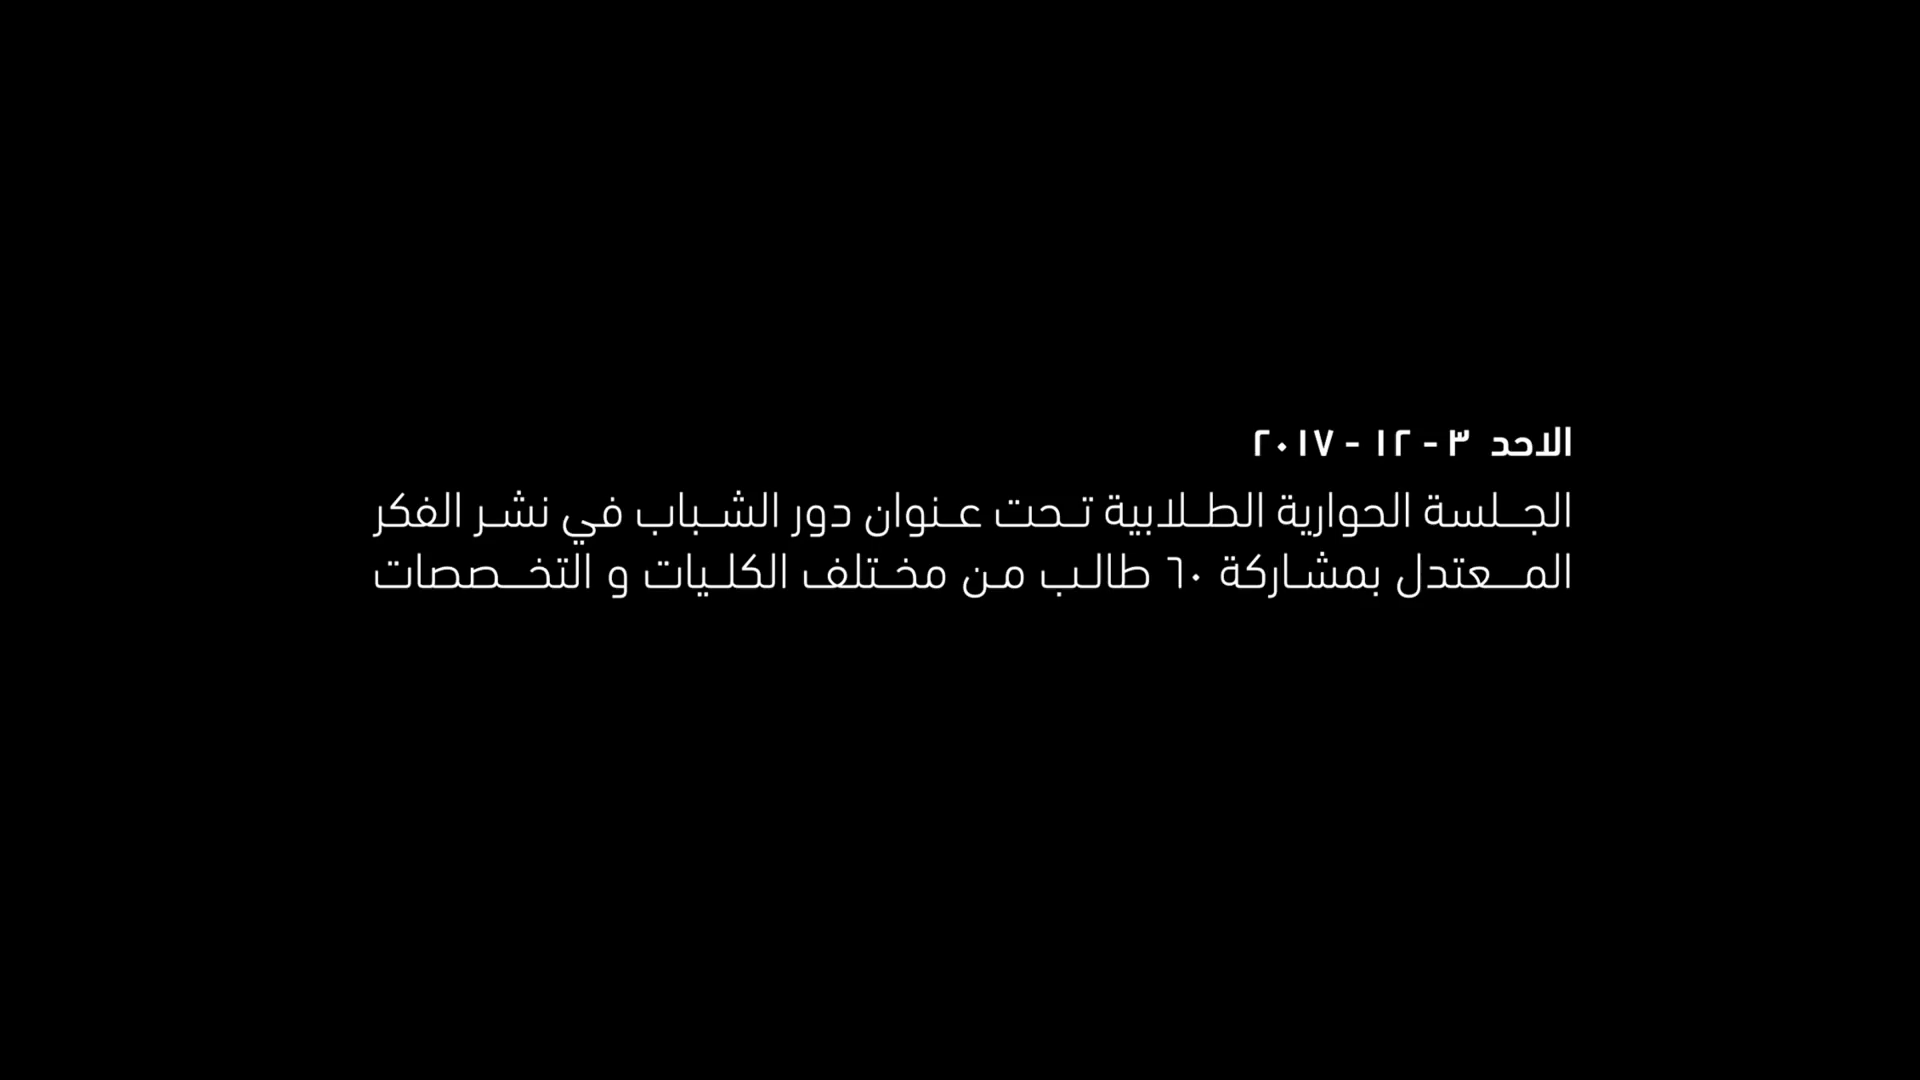 الاحد ٣ - ١٢ - ٢٠١٧
الجلسة الحوارية الطلابية تحت عنوان دور الشباب في نشر الفكر
المعتدل بمشاركة ٦٠ طالب من مختلف الكليات و التخصصات